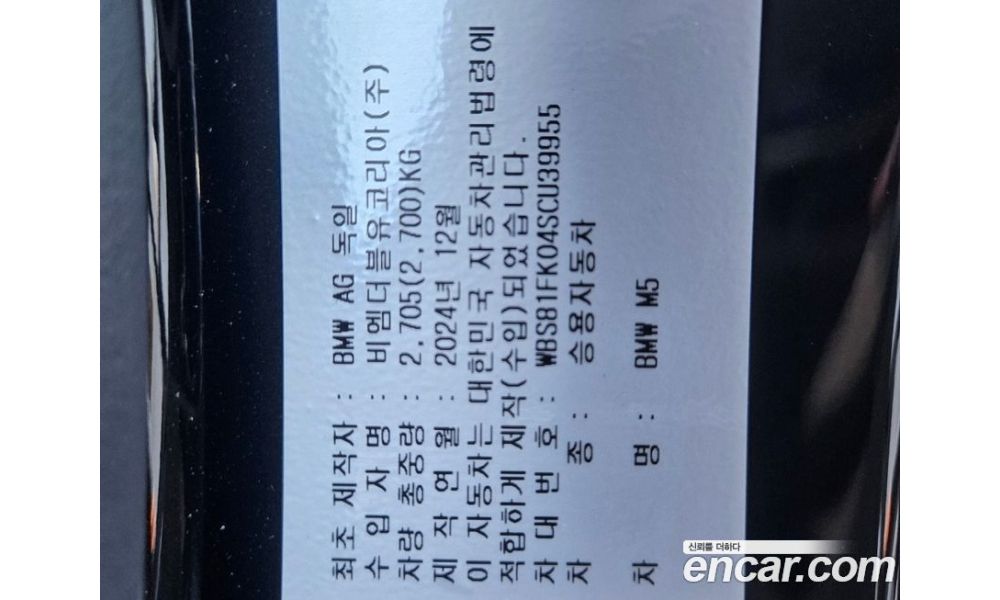 최초 제작자 : BMW AG 독일
수 입 자 명 : 비엠더블유코리아(주)
차량 총중량 : 2,705(2,700)KG
제 작 연 월 : 2024년 12월
이 자동차는 대한민국 자동차관리법령에
적합하게 제작(수입)되었습니다.
차 대 번 호 : WBS81FK04SCU39955
차 종 : 승용자동차
차 명 : BMW M5
신뢰를 더하다
encar.com